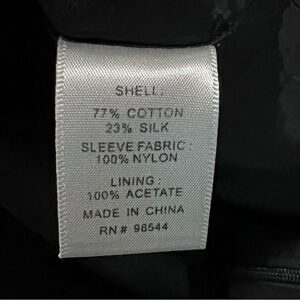 SHELL:
77% COTTON
23% SILK
SLEEVE FABRIC:
100% NYLON
LINING:
100% ACETATE
MADE IN CHINA
RN# 98544